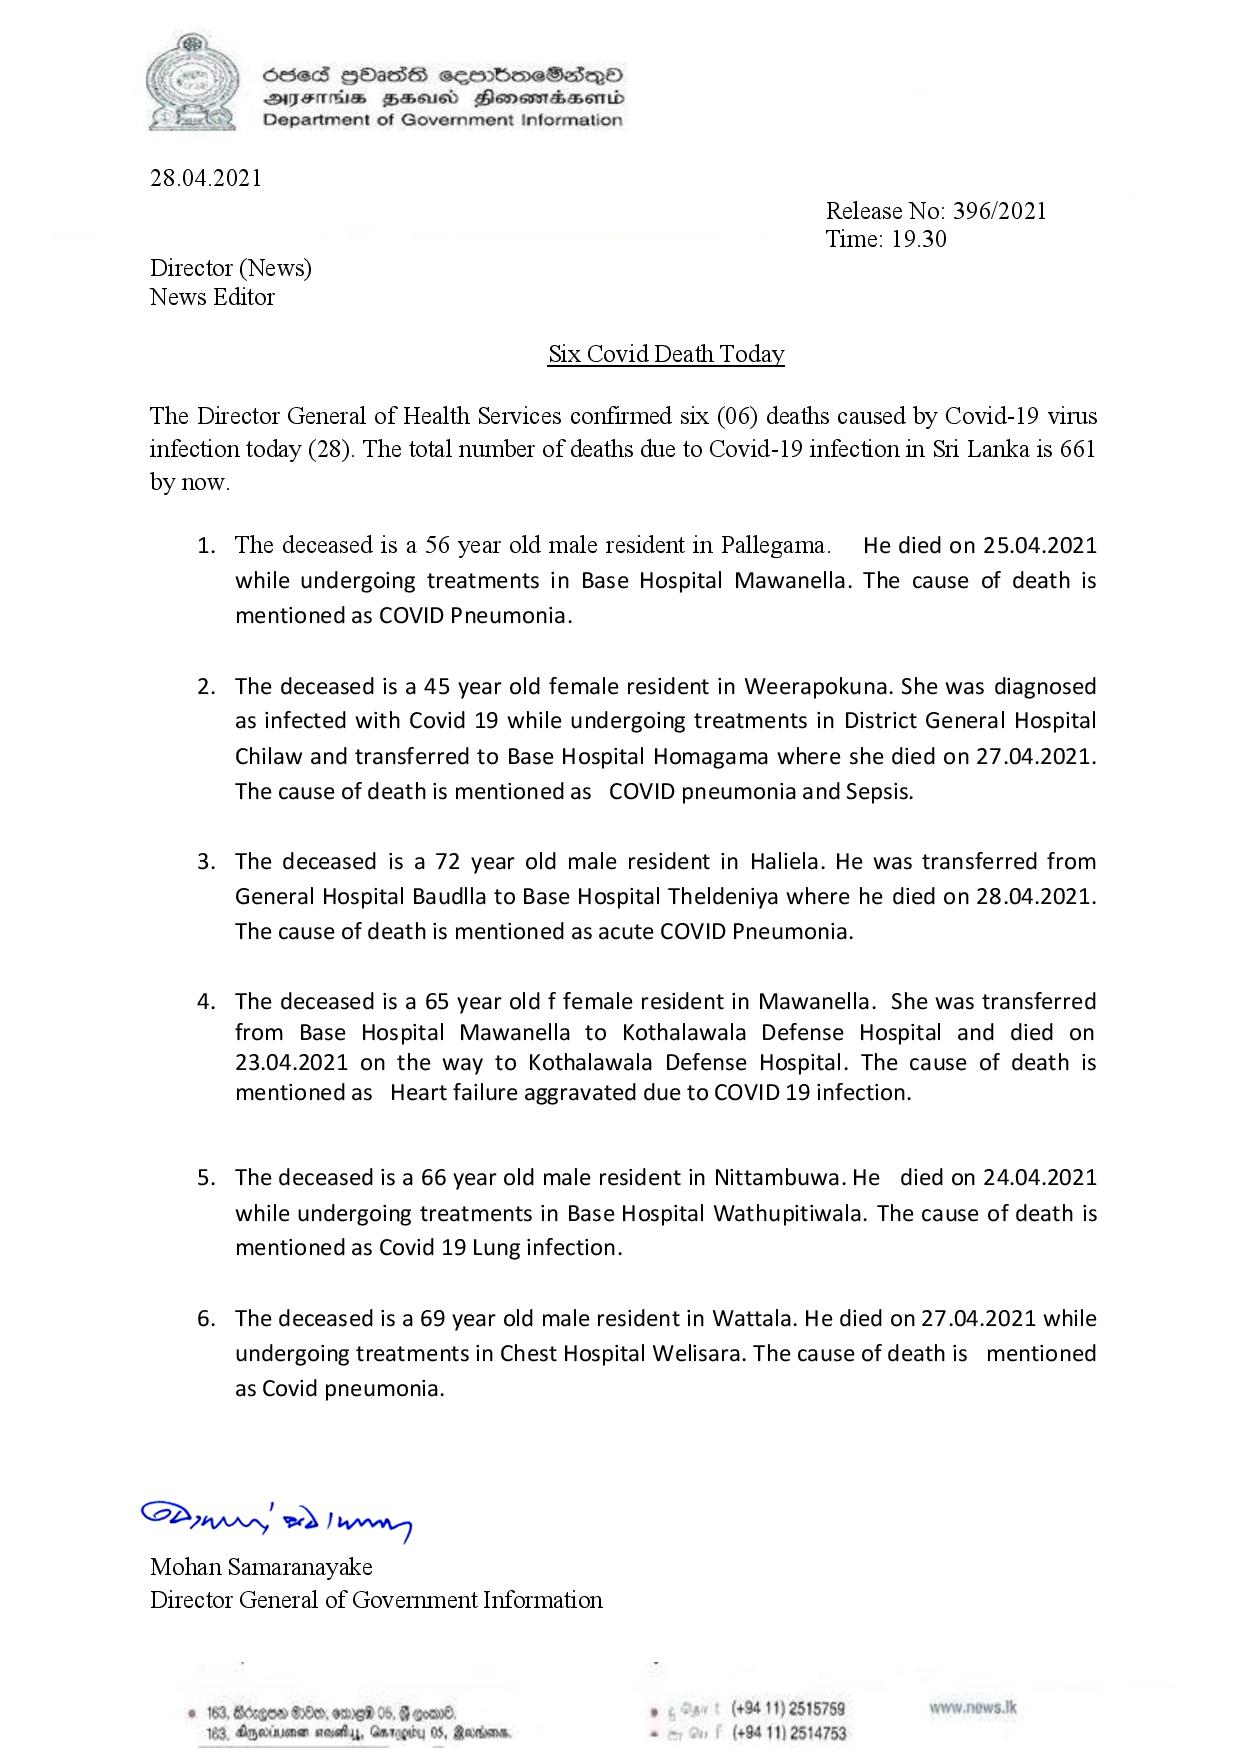 රජයේ ප්‍රවෘත්ති දෙපාර්තමේන්තුව
அரசாங்க தகவல் திணைக்களம்
Department of Government Information
28.04.2021
Release No: 396/2021
Time: 19.30
Director (News)
News Editor
Six Covid Death Today
The Director General of Health Services confirmed six (06) deaths caused by Covid-19 virus
infection today (28). The total number of deaths due to Covid-19 infection in Sri Lanka is 661
by now.
1. The deceased is a 56 year old male resident in Pallegama. He died on 25.04.2021
while undergoing treatments in Base Hospital Mawanella. The cause of death is
mentioned as COVID Pneumonia.
2. The deceased is a 45 year old female resident in Weerapokuna. She was diagnosed
as infected with Covid 19 while undergoing treatments in District General Hospital
Chilaw and transferred to Base Hospital Homagama where she died on 27.04.2021.
The cause of death is mentioned as COVID pneumonia and Sepsis.
3. The deceased is a 72 year old male resident in Haliela. He was transferred from
General Hospital Baudlla to Base Hospital Theldeniya where he died on 28.04.2021.
The cause of death is mentioned as acute COVID Pneumonia.
4. The deceased is a 65 year old f female resident in Mawanella. She was transferred
from Base Hospital Mawanella to Kothalawala Defense Hospital and died on
23.04.2021 on the way to Kothalawala Defense Hospital. The cause of death is
mentioned as Heart failure aggravated due to COVID 19 infection.
5. The deceased is a 66 year old male resident in Nittambuwa. He died on 24.04.2021
while undergoing treatments in Base Hospital Wathupitiwala. The cause of death is
mentioned as Covid 19 Lung infection.
6. The deceased is a 69 year old male resident in Wattala. He died on 27.04.2021 while
undergoing treatments in Chest Hospital Welisara. The cause of death is mentioned
as Covid pneumonia.
Mohan Samaranayake
Director General of Government Information
163, කිරුලපන මාවත, කොළඹ 05, ශ්‍රී ලංකාව.
163, கிருலப்பனை எவனியூ, கொழும்பு 05, இலங்கை.
(+94 11) 2515759
(+94 11) 2514753
www.news.lk